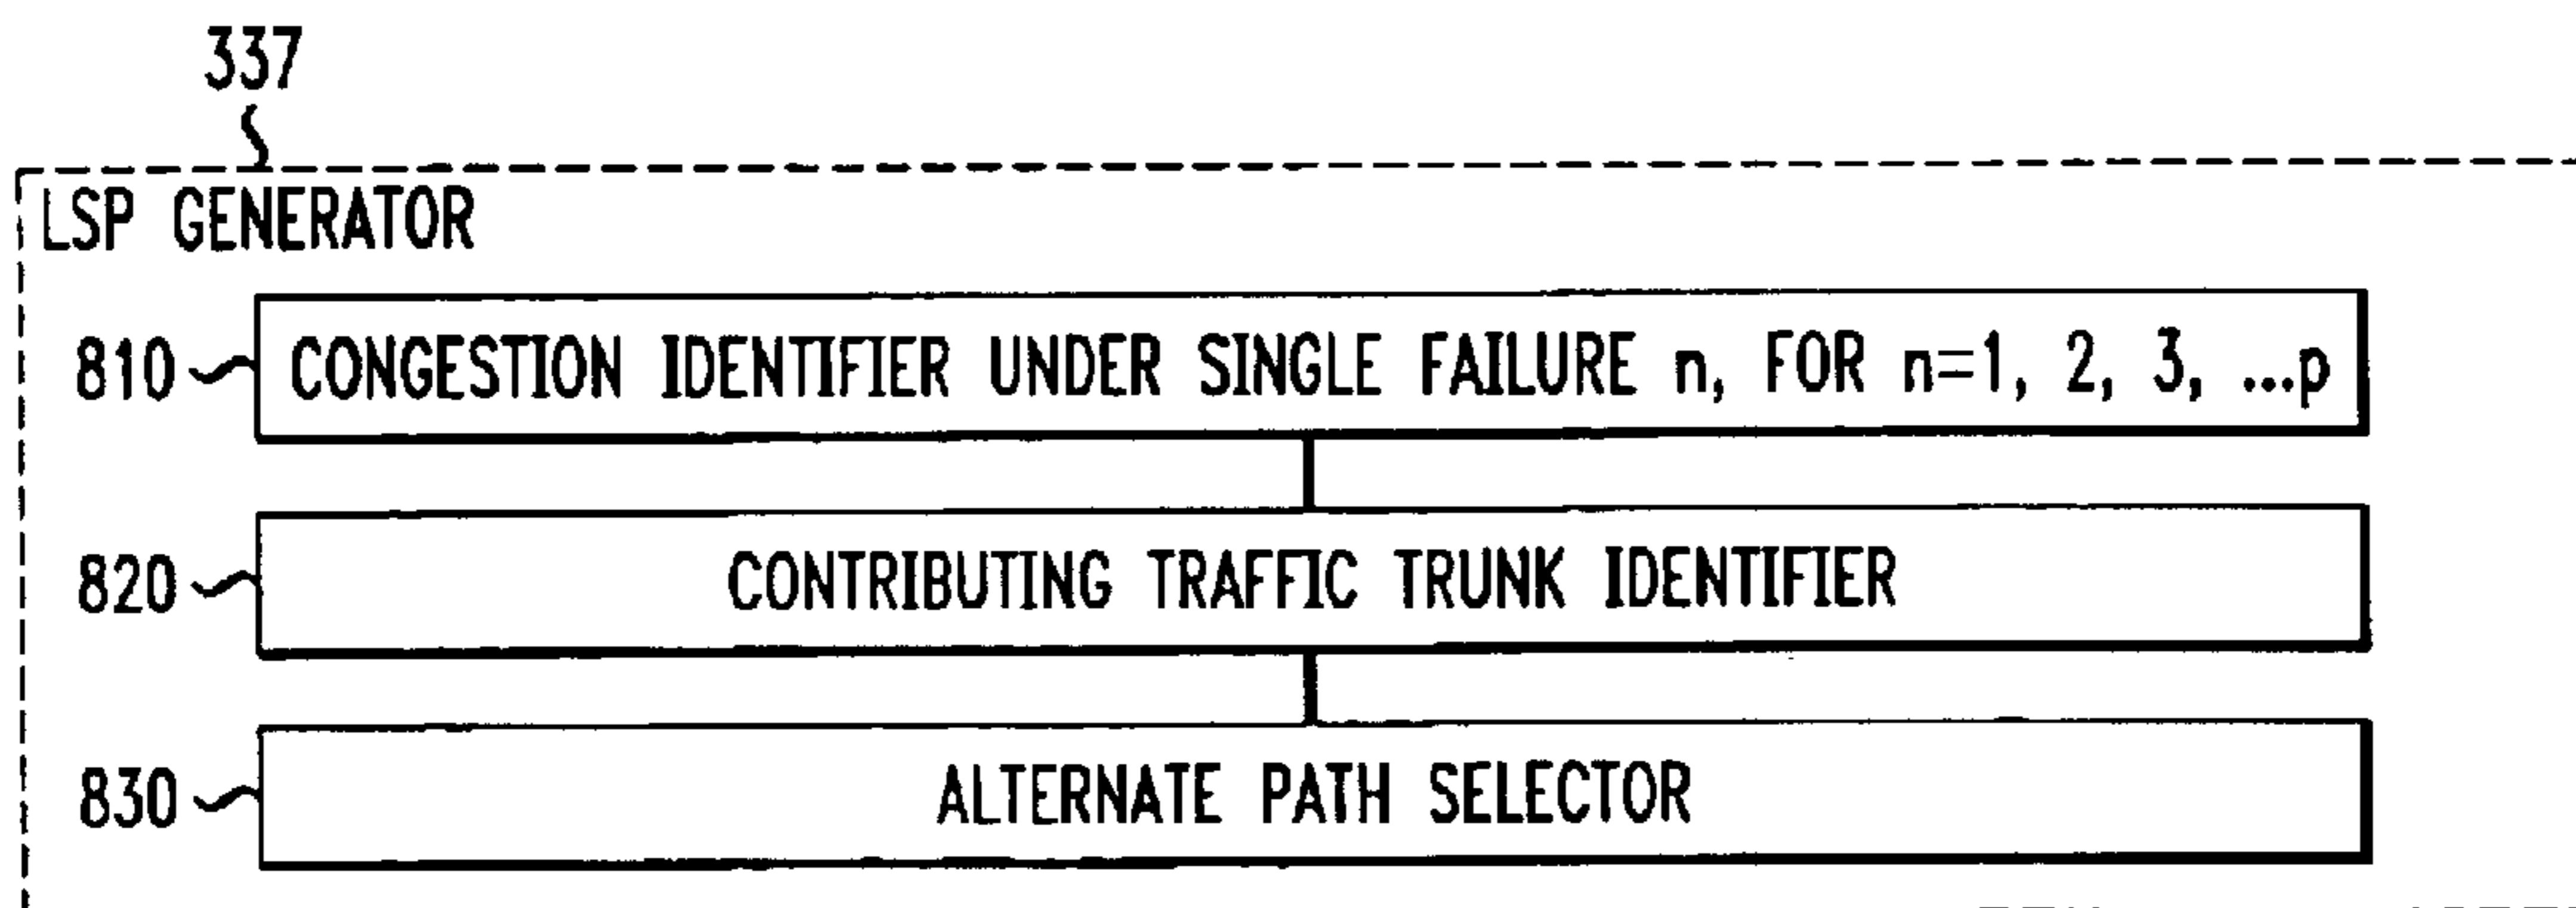 337
LSP GENERATOR
810 CONGESTION IDENTIFIER UNDER SINGLE FAILURE n, FOR n=1, 2, 3, ...p
820 CONTRIBUTING TRAFFIC TRUNK IDENTIFIER
830 ALTERNATE PATH SELECTOR